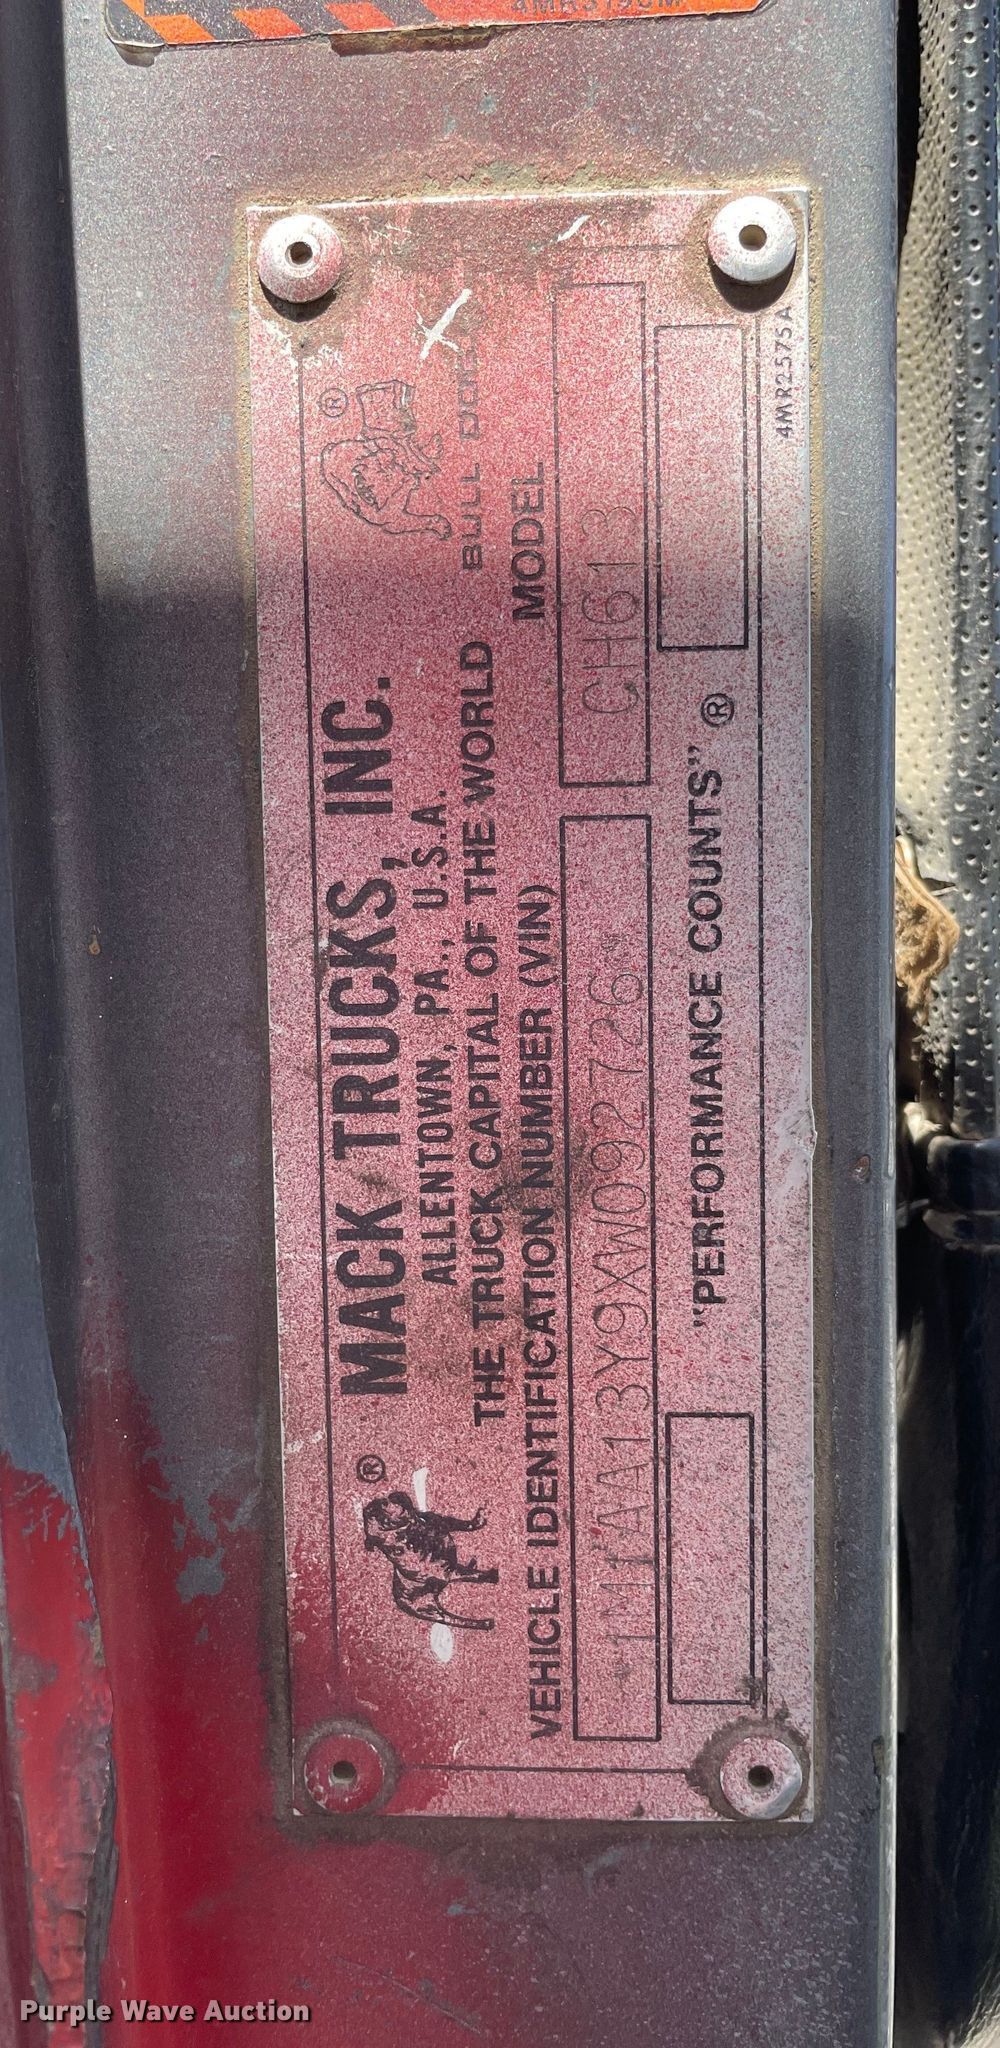 MACK TRUCKS, INC.
ALLENTOWN, PA., U.S.A.
THE TRUCK CAPITAL OF THE WORLD
BULL DOG
®
®
VEHICLE IDENTIFICATION NUMBER (VIN)
MODEL
*1M1AA13Y9XW092726*
CH613
"PERFORMANCE COUNTS" ®
4MR2575A
Purple Wave Auction